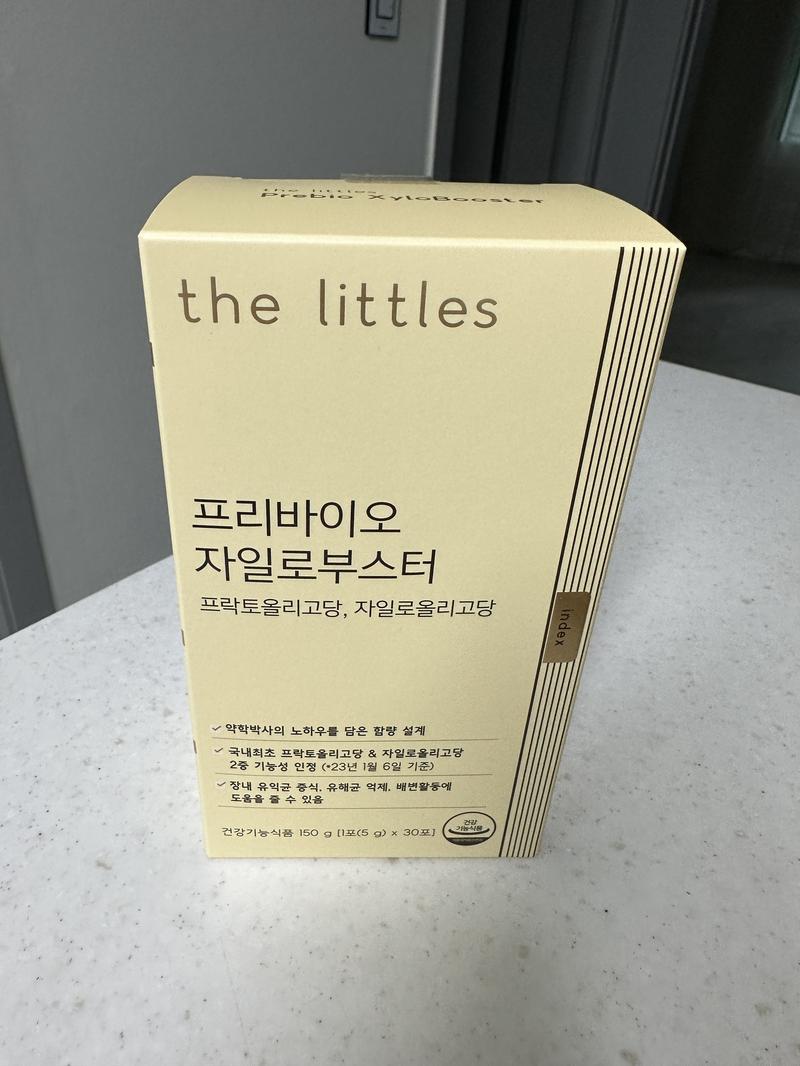 the littles
Prebio XyloBooster
the littles
프리바이오
자일로부스터
프락토올리고당, 자일로올리고당
index
약학박사의 노하우를 담은 함량 설계
국내최초 프락토올리고당 & 자일로올리고당
2중 기능성 인정 (*23년 1월 6일 기준)
장내 유익균 증식, 유해균 억제, 배변활동에
도움을 줄 수 있음
건강기능식품 150 g [1포(5 g) x 30포]
건강
기능식품